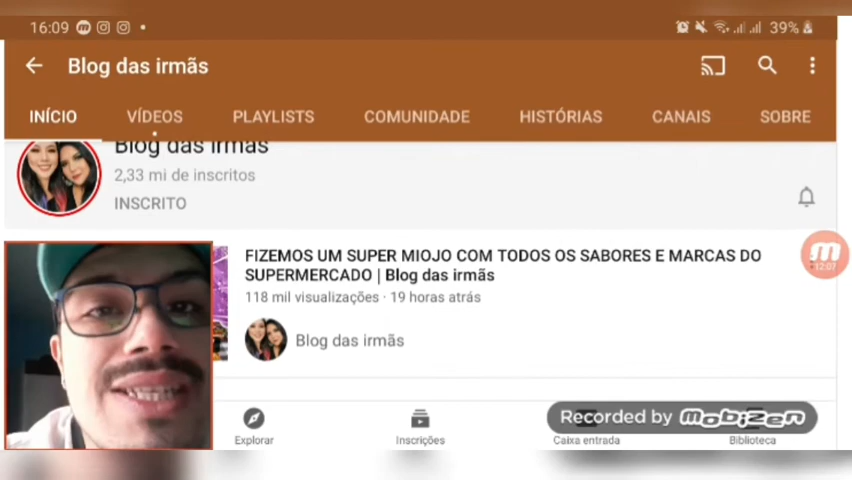 16:09
39%
Blog das irmãs
INÍCIO VÍDEOS PLAYLISTS COMUNIDADE HISTÓRIAS CANAIS SOBRE
Blog das irmãs
2,33 mi de inscritos
INSCRITO
FIZEMOS UM SUPER MIOJO COM TODOS OS SABORES E MARCAS DO
SUPERMERCADO | Blog das irmãs
118 mil visualizações · 19 horas atrás
12:07
Blog das irmãs
Recorded by mobizen
Explorar Inscrições Caixa entrada Biblioteca